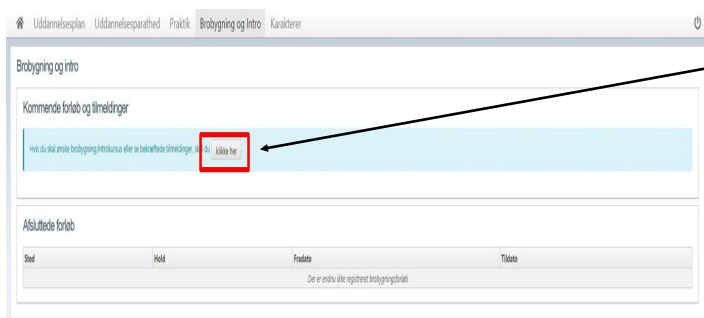 Uddannelsesplan Uddannelsesparathed Praktik Brobygning og Intro Karakterer
Brobygning og intro
Kommende forløb og tilmeldinger
Hvis du skal ønske brobygning/introkursus eller se bekræftede tilmeldinger, skal du klikke her
Afsluttede forløb
Sted Hold Fradato Tildato
Der er endnu ikke registreret brobygningsforløb